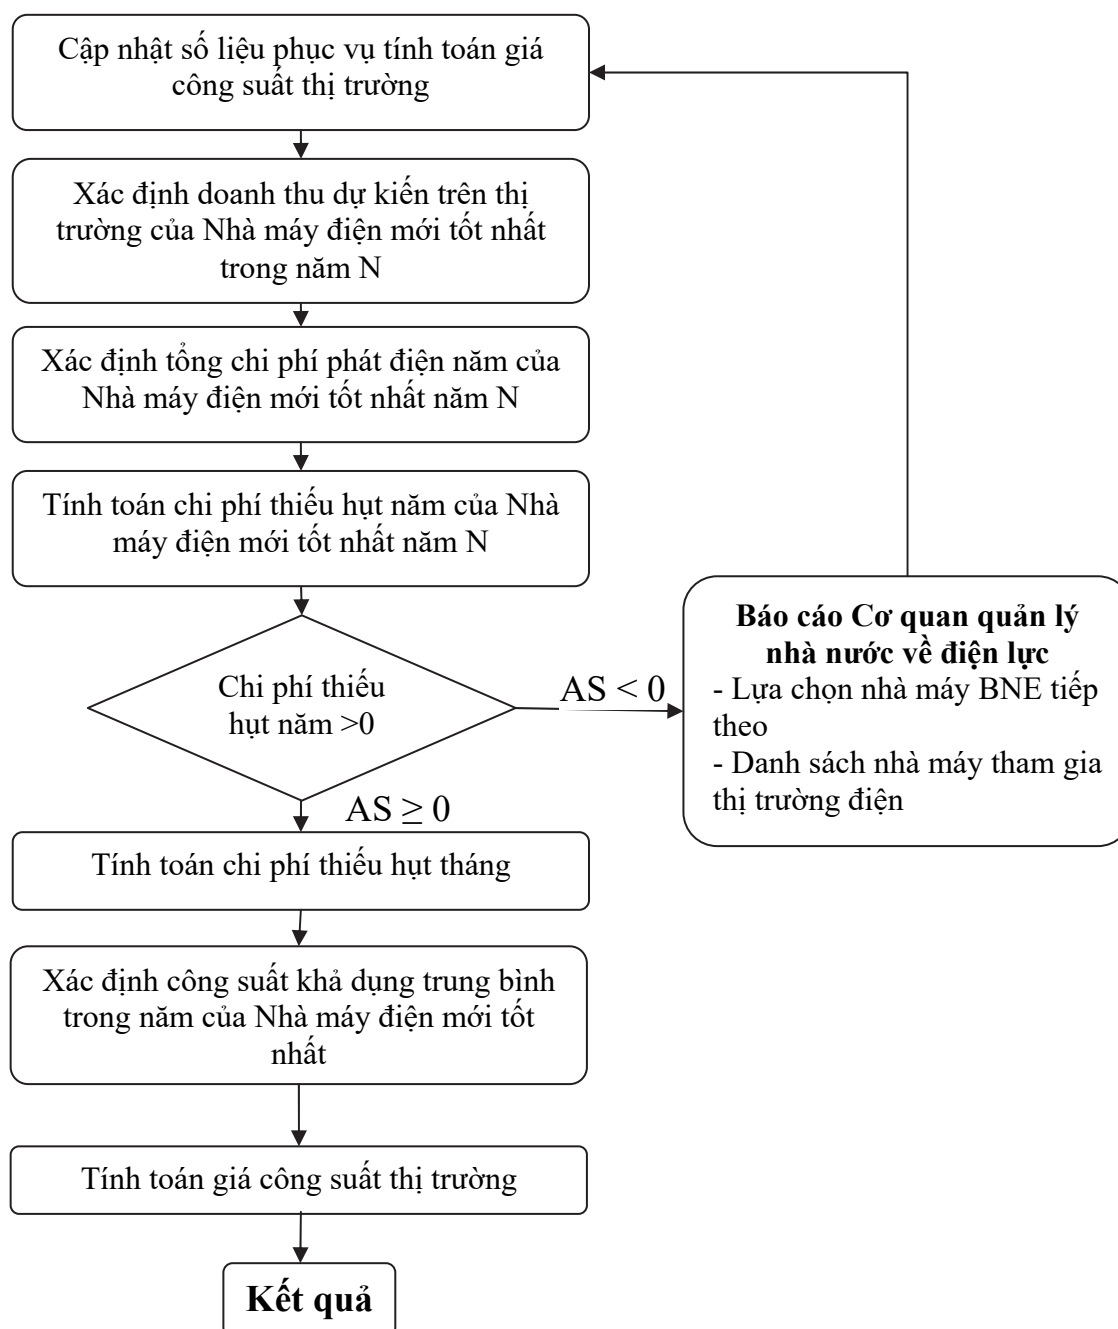 Cập nhật số liệu phục vụ tính toán giá
công suất thị trường
Xác định doanh thu dự kiến trên thị
trường của Nhà máy điện mới tốt nhất
trong năm N
Xác định tổng chi phí phát điện năm của
Nhà máy điện mới tốt nhất năm N
Tính toán chi phí thiếu hụt năm của Nhà
máy điện mới tốt nhất năm N
Chi phí thiếu
hụt năm >0
AS < 0
Báo cáo Cơ quan quản lý
nhà nước về điện lực
- Lựa chọn nhà máy BNE tiếp
theo
- Danh sách nhà máy tham gia
thị trường điện
AS ≥ 0
Tính toán chi phí thiếu hụt tháng
Xác định công suất khả dụng trung bình
trong năm của Nhà máy điện mới tốt
nhất
Tính toán giá công suất thị trường
Kết quả